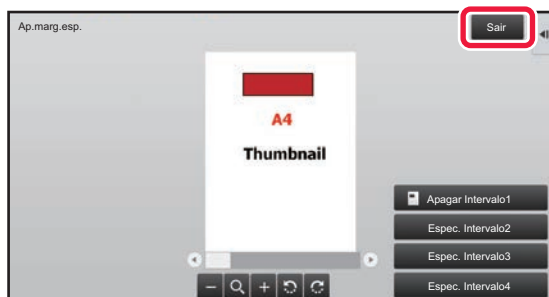 Ap.marg.esp.
Sair
A4
Thumbnail
Apagar Intervalo1
Espec. Intervalo2
Espec. Intervalo3
Espec. Intervalo4